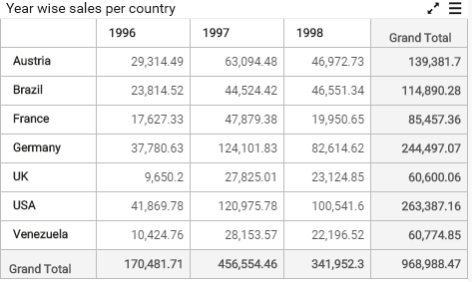 Year wise sales per country
1996 1997 1998 Grand Total
Austria 29,314.49 63,094.48 46,972.73 139,381.7
Brazil 23,814.52 44,524.42 46,551.34 114,890.28
France 17,627.33 47,879.38 19,950.65 85,457.36
Germany 37,780.63 124,101.83 82,614.62 244,497.07
UK 9,650.2 27,825.01 23,124.85 60,600.06
USA 41,869.78 120,975.78 100,541.6 263,387.16
Venezuela 10,424.76 28,153.57 22,196.52 60,774.85
Grand Total 170,481.71 456,554.46 341,952.3 968,988.47